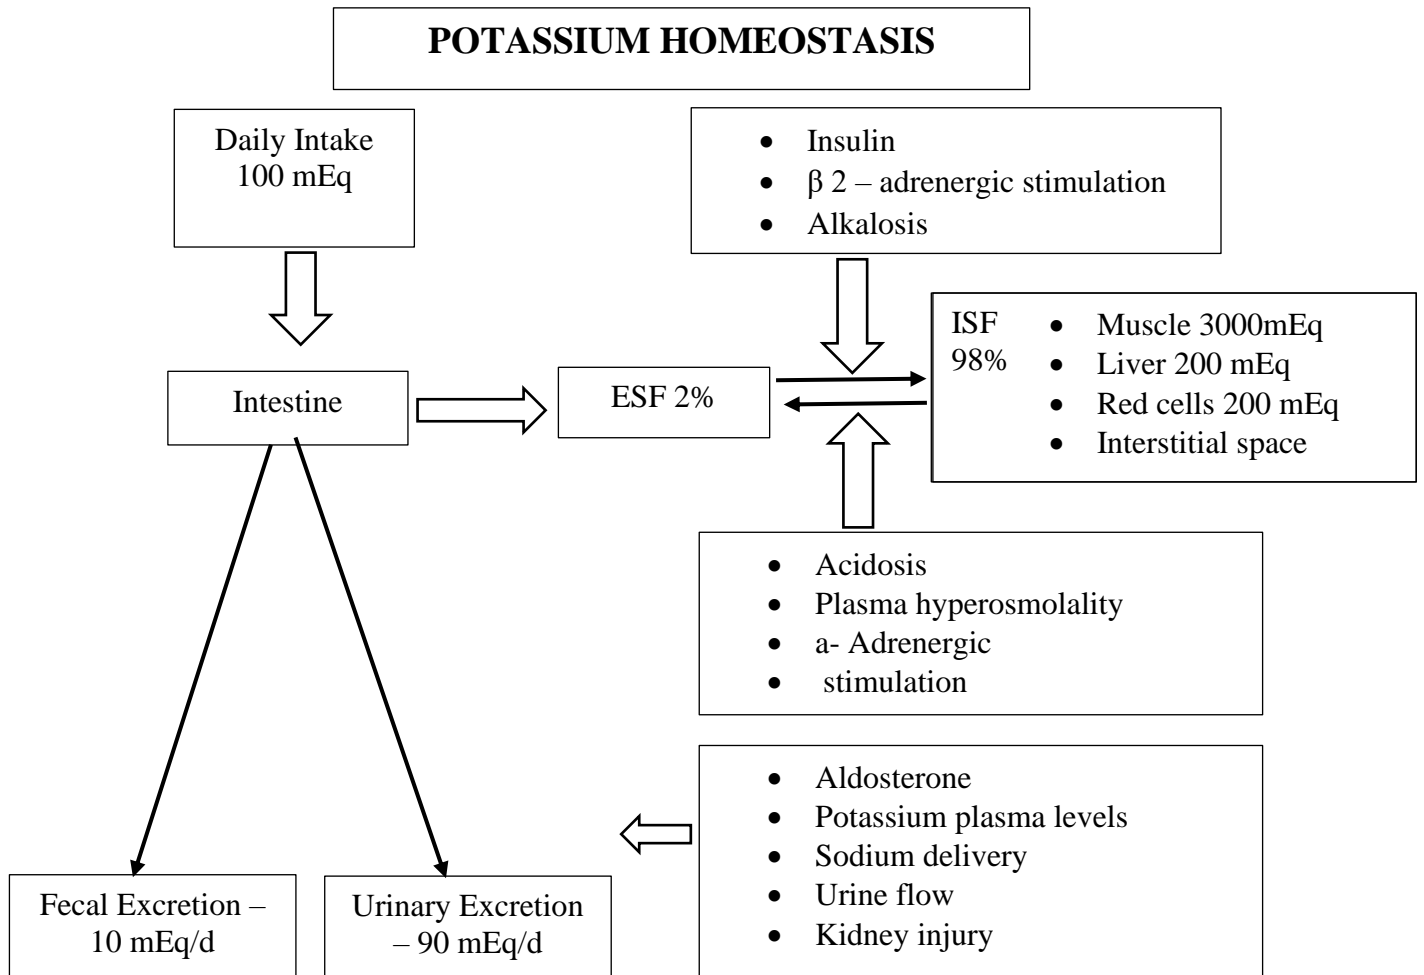 POTASSIUM HOMEOSTASIS
Daily Intake
100 mEq
• Insulin
• β 2 – adrenergic stimulation
• Alkalosis
ISF
98%
• Muscle 3000mEq
• Liver 200 mEq
• Red cells 200 mEq
• Interstitial space
Intestine
ESF 2%
• Acidosis
• Plasma hyperosmolality
• a- Adrenergic
• stimulation
• Aldosterone
• Potassium plasma levels
• Sodium delivery
• Urine flow
• Kidney injury
Fecal Excretion –
10 mEq/d
Urinary Excretion
– 90 mEq/d